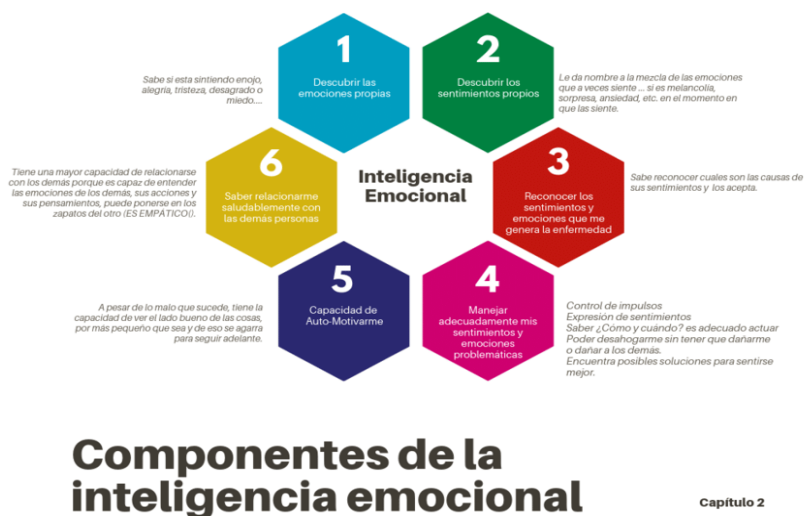 1
Descubrir las
emociones propias
Sabe si esta sintiendo enojo,
alegria, tristeza, desagrado o
miedo....
2
Descubrir los
sentimientos propios
Le da nombre a la mezcla de las emociones
que a veces siente ... si es melancolía,
sorpresa, ansiedad, etc. en el momento en
que las siente.
Inteligencia
Emocional
3
Reconocer los
sentimientos y
emociones que me
genera la enfermedad
Sabe reconocer cuales son las causas de
sus sentimientos y los acepta.
4
Manejar
adecuadamente mis
sentimientos y
emociones
problemáticas
Control de impulsos
Expresión de sentimientos
Saber ¿Cómo y cuándo? es adecuado actuar
Poder desahogarme sin tener que dañarme
o dañar a los demás.
Encuentra posibles soluciones para sentirse
mejor.
5
Capacidad de
Auto-Motivarme
A pesar de lo malo que sucede, tiene la
capacidad de ver el lado bueno de las cosas,
por más pequeño que sea y de eso se agarra
para seguir adelante.
6
Saber relacionarme
saludablemente con
las demás personas
Tiene una mayor capacidad de relacionarse
con los demás porque es capaz de entender
las emociones de los demás, sus acciones y
sus pensamientos, puede ponerse en los
zapatos del otro (ES EMPÁTICO().
Componentes de la
inteligencia emocional
Capítulo 2